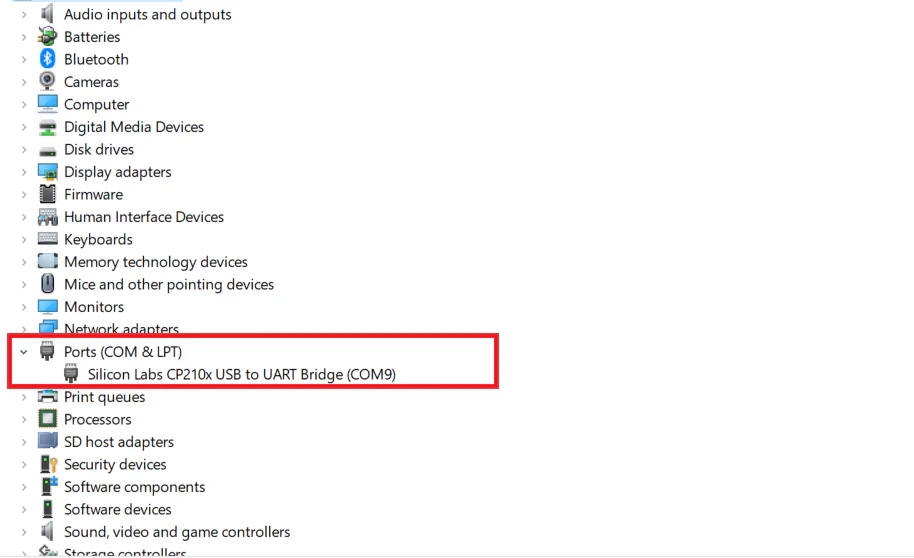 Audio inputs and outputs
Batteries
Bluetooth
Cameras
Computer
Digital Media Devices
Disk drives
Display adapters
Firmware
Human Interface Devices
Keyboards
Memory technology devices
Mice and other pointing devices
Monitors
Network adapters
Ports (COM & LPT)
Silicon Labs CP210x USB to UART Bridge (COM9)
Print queues
Processors
SD host adapters
Security devices
Software components
Software devices
Sound, video and game controllers
Storage controllers